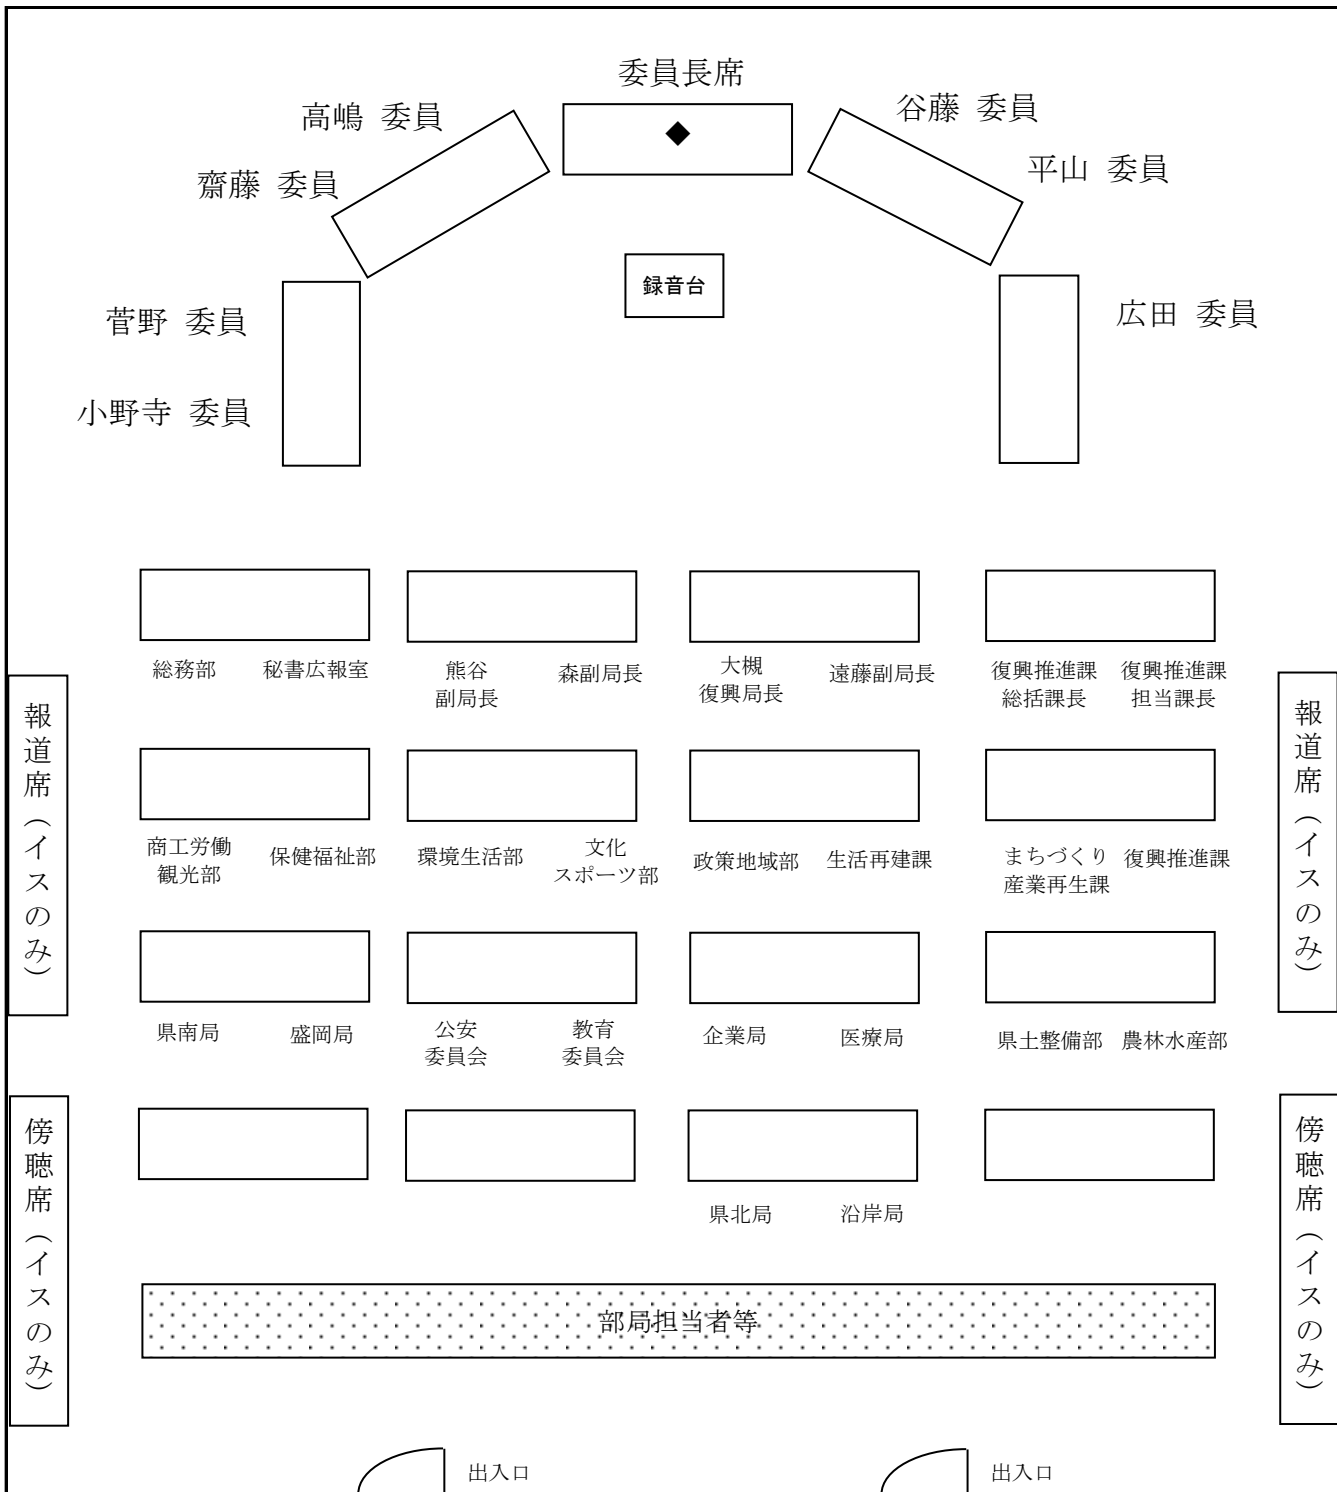 委員長席
高嶋 委員
谷藤 委員
齋藤 委員
平山 委員
録音台
菅野 委員
広田 委員
小野寺 委員
総務部
秘書広報室
熊谷
副局長
森副局長
大槻
復興局長
遠藤副局長
復興推進課
総括課長
復興推進課
担当課長
報道席（イスのみ）
報道席（イスのみ）
商工労働
観光部
保健福祉部
環境生活部
文化
スポーツ部
政策地域部
生活再建課
まちづくり
産業再生課
復興推進課
県南局
盛岡局
公安
委員会
教育
委員会
企業局
医療局
県土整備部
農林水産部
傍聴席（イスのみ）
傍聴席（イスのみ）
県北局
沿岸局
部局担当者等
出入口
出入口